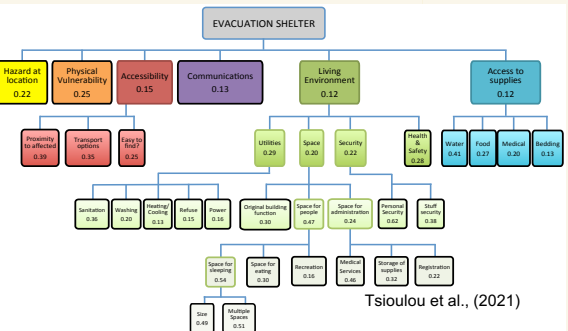 EVACUATION SHELTER
Hazard at
location
0.22
Physical
Vulnerability
0.25
Accessibility
0.15
Communications
0.13
Living
Environment
0.12
Access to
supplies
0.12
Proximity
to affected
0.39
Transport
options
0.35
Easy to
find?
0.25
Utilities
0.29
Space
0.20
Security
0.22
Health
&
Safety
0.28
Water
0.41
Food
0.27
Medical
0.20
Bedding
0.13
Sanitation
0.36
Washing
0.20
Heating/
Cooling
0.13
Refuse
0.15
Power
0.16
Original building
function
0.30
Space for
people
0.47
Space for
administration
0.24
Personal
Security
0.62
Stuff
security
0.38
Space for
sleeping
0.54
Space for
eating
0.30
Recreation
0.16
Medical
Services
0.46
Storage of
supplies
0.32
Registration
0.22
Size
0.49
Multiple
Spaces
0.51
Tsioulou et al., (2021)